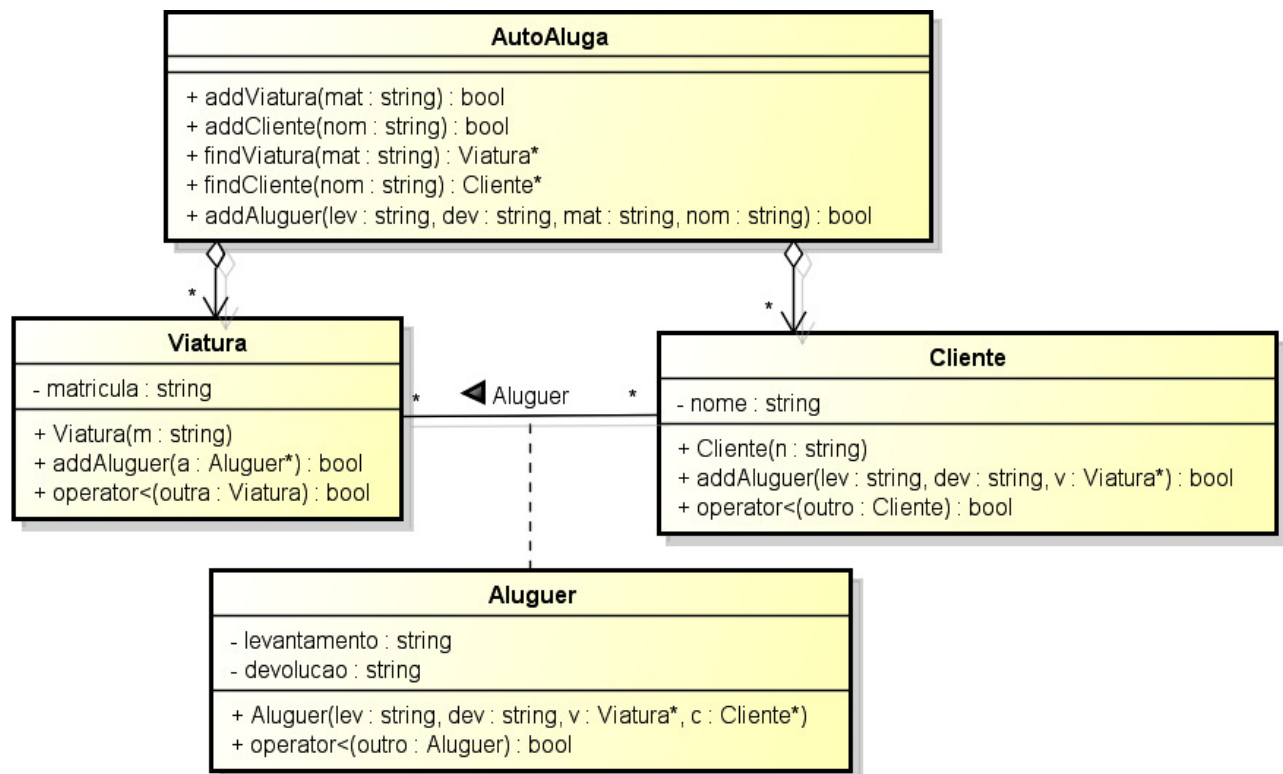 AutoAluga
+ addViatura(mat : string) : bool
+ addCliente(nom : string) : bool
+ findViatura(mat : string) : Viatura*
+ findCliente(nom : string) : Cliente*
+ addAluguer(lev : string, dev : string, mat : string, nom : string) : bool
*
*
Viatura
- matricula : string
+ Viatura(m : string)
+ addAluguer(a : Aluguer*) : bool
+ operator<(outra : Viatura) : bool
* Aluguer *
Cliente
- nome : string
+ Cliente(n : string)
+ addAluguer(lev : string, dev : string, v : Viatura*) : bool
+ operator<(outro : Cliente) : bool
Aluguer
- levantamento : string
- devolucao : string
+ Aluguer(lev : string, dev : string, v : Viatura*, c : Cliente*)
+ operator<(outro : Aluguer) : bool